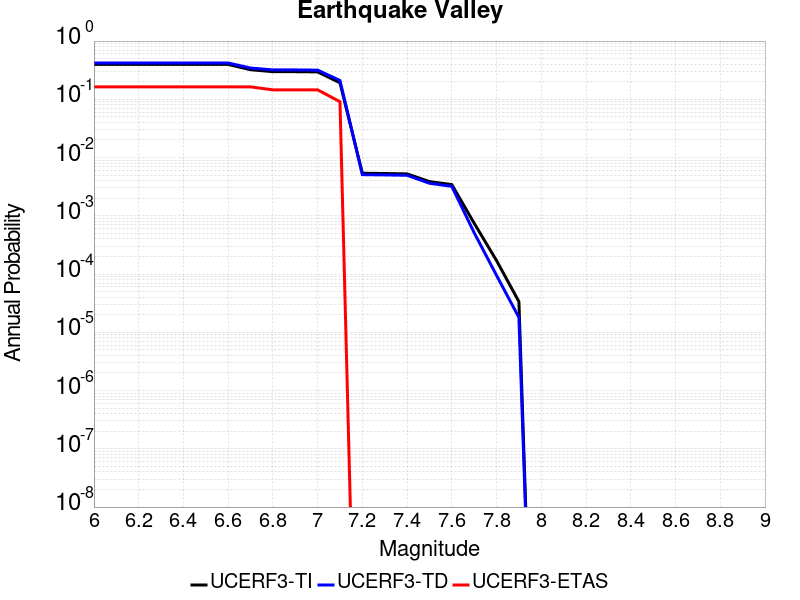 Earthquake Valley
10^0
10^-1
10^-2
10^-3
10^-4
10^-5
10^-6
10^-7
10^-8
Annual Probability
6 6.2 6.4 6.6 6.8 7 7.2 7.4 7.6 7.8 8 8.2 8.4 8.6 8.8 9
Magnitude
UCERF3-TI UCERF3-TD UCERF3-ETAS